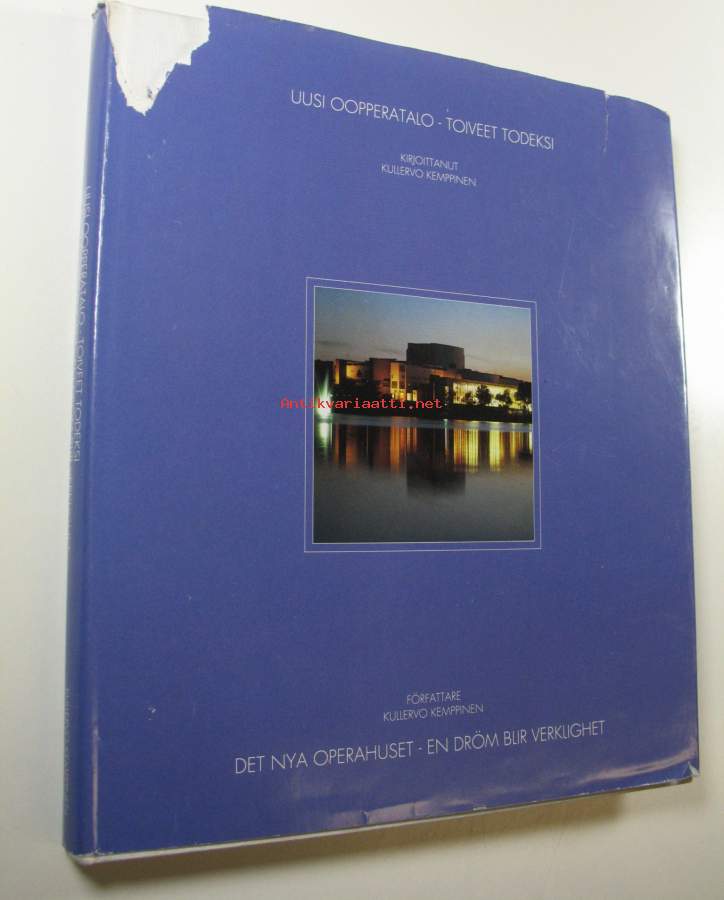 UUSI OOPPERATALO - TOIVEET TODEKSI
KIRJOITTANUT
KULLERVO KEMPPINEN
Antikvariaatti.net
FÖRFATTARE
KULLERVO KEMPPINEN
DET NYA OPERAHUSET - EN DRÖM BLIR VERKLIGHET
UUSI OOPPERATALO - TOIVEET TODEKSI